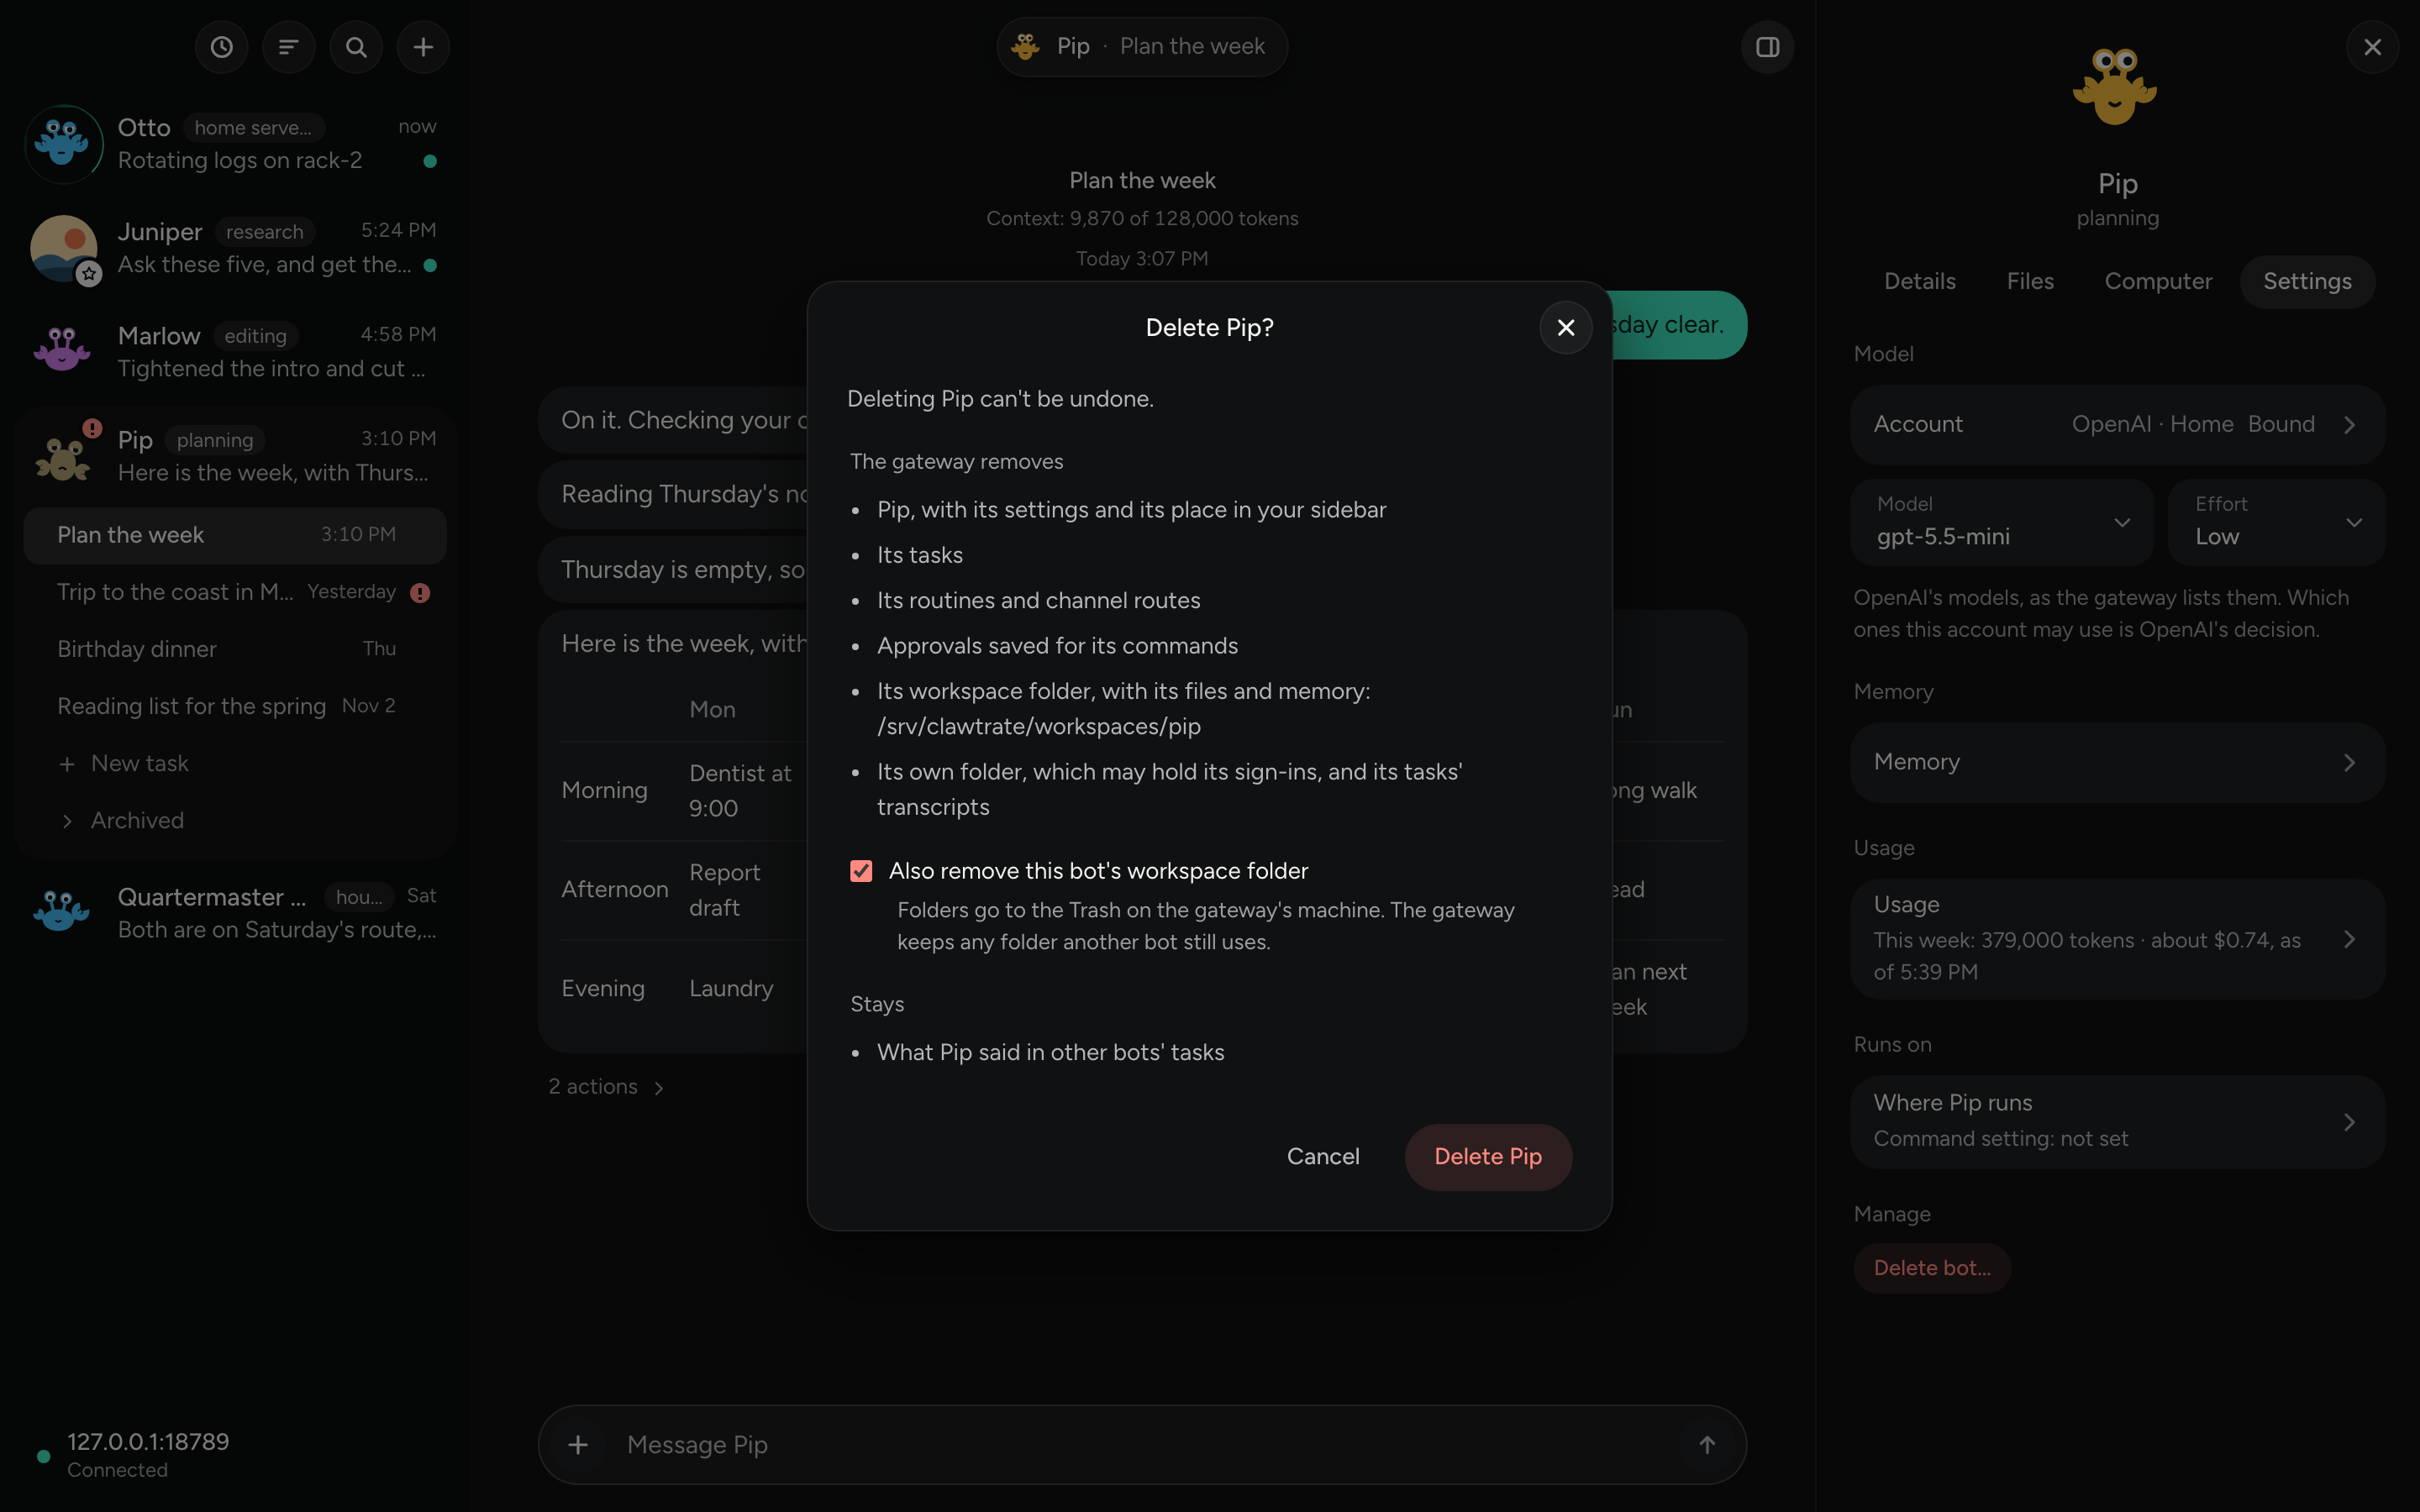 Otto home serve... now
Rotating logs on rack-2
Juniper research 5:24 PM
Ask these five, and get the...
Marlow editing 4:58 PM
Tightened the intro and cut ...
Pip planning 3:10 PM
Here is the week, with Thurs...
Plan the week 3:10 PM
Trip to the coast in M... Yesterday
Birthday dinner Thu
Reading list for the spring Nov 2
New task
Archived
Quartermaster ... hou... Sat
Both are on Saturday's route,...
127.0.0.1:18789
Connected
Pip · Plan the week
Plan the week
Context: 9,870 of 128,000 tokens
Today 3:07 PM
clear.
On it. Checking your
Reading Thursday's
Thursday is empty, so
Here is the week, with
Mon
Morning
Dentist at
9:00
walk
Afternoon
Report
draft
Evening
Laundry
next
2 actions
Message Pip
Delete Pip?
Deleting Pip can't be undone.
The gateway removes
• Pip, with its settings and its place in your sidebar
• Its tasks
• Its routines and channel routes
• Approvals saved for its commands
• Its workspace folder, with its files and memory:
/srv/clawtrate/workspaces/pip
• Its own folder, which may hold its sign-ins, and its tasks'
transcripts
Also remove this bot's workspace folder
Folders go to the Trash on the gateway's machine. The gateway
keeps any folder another bot still uses.
Stays
• What Pip said in other bots' tasks
Cancel
Delete Pip
Pip
planning
Details Files Computer Settings
Model
Account OpenAI · Home Bound
Model
gpt-5.5-mini
Effort
Low
OpenAI's models, as the gateway lists them. Which
ones this account may use is OpenAI's decision.
Memory
Memory
Usage
Usage
This week: 379,000 tokens · about $0.74, as
of 5:39 PM
Runs on
Where Pip runs
Command setting: not set
Manage
Delete bot...